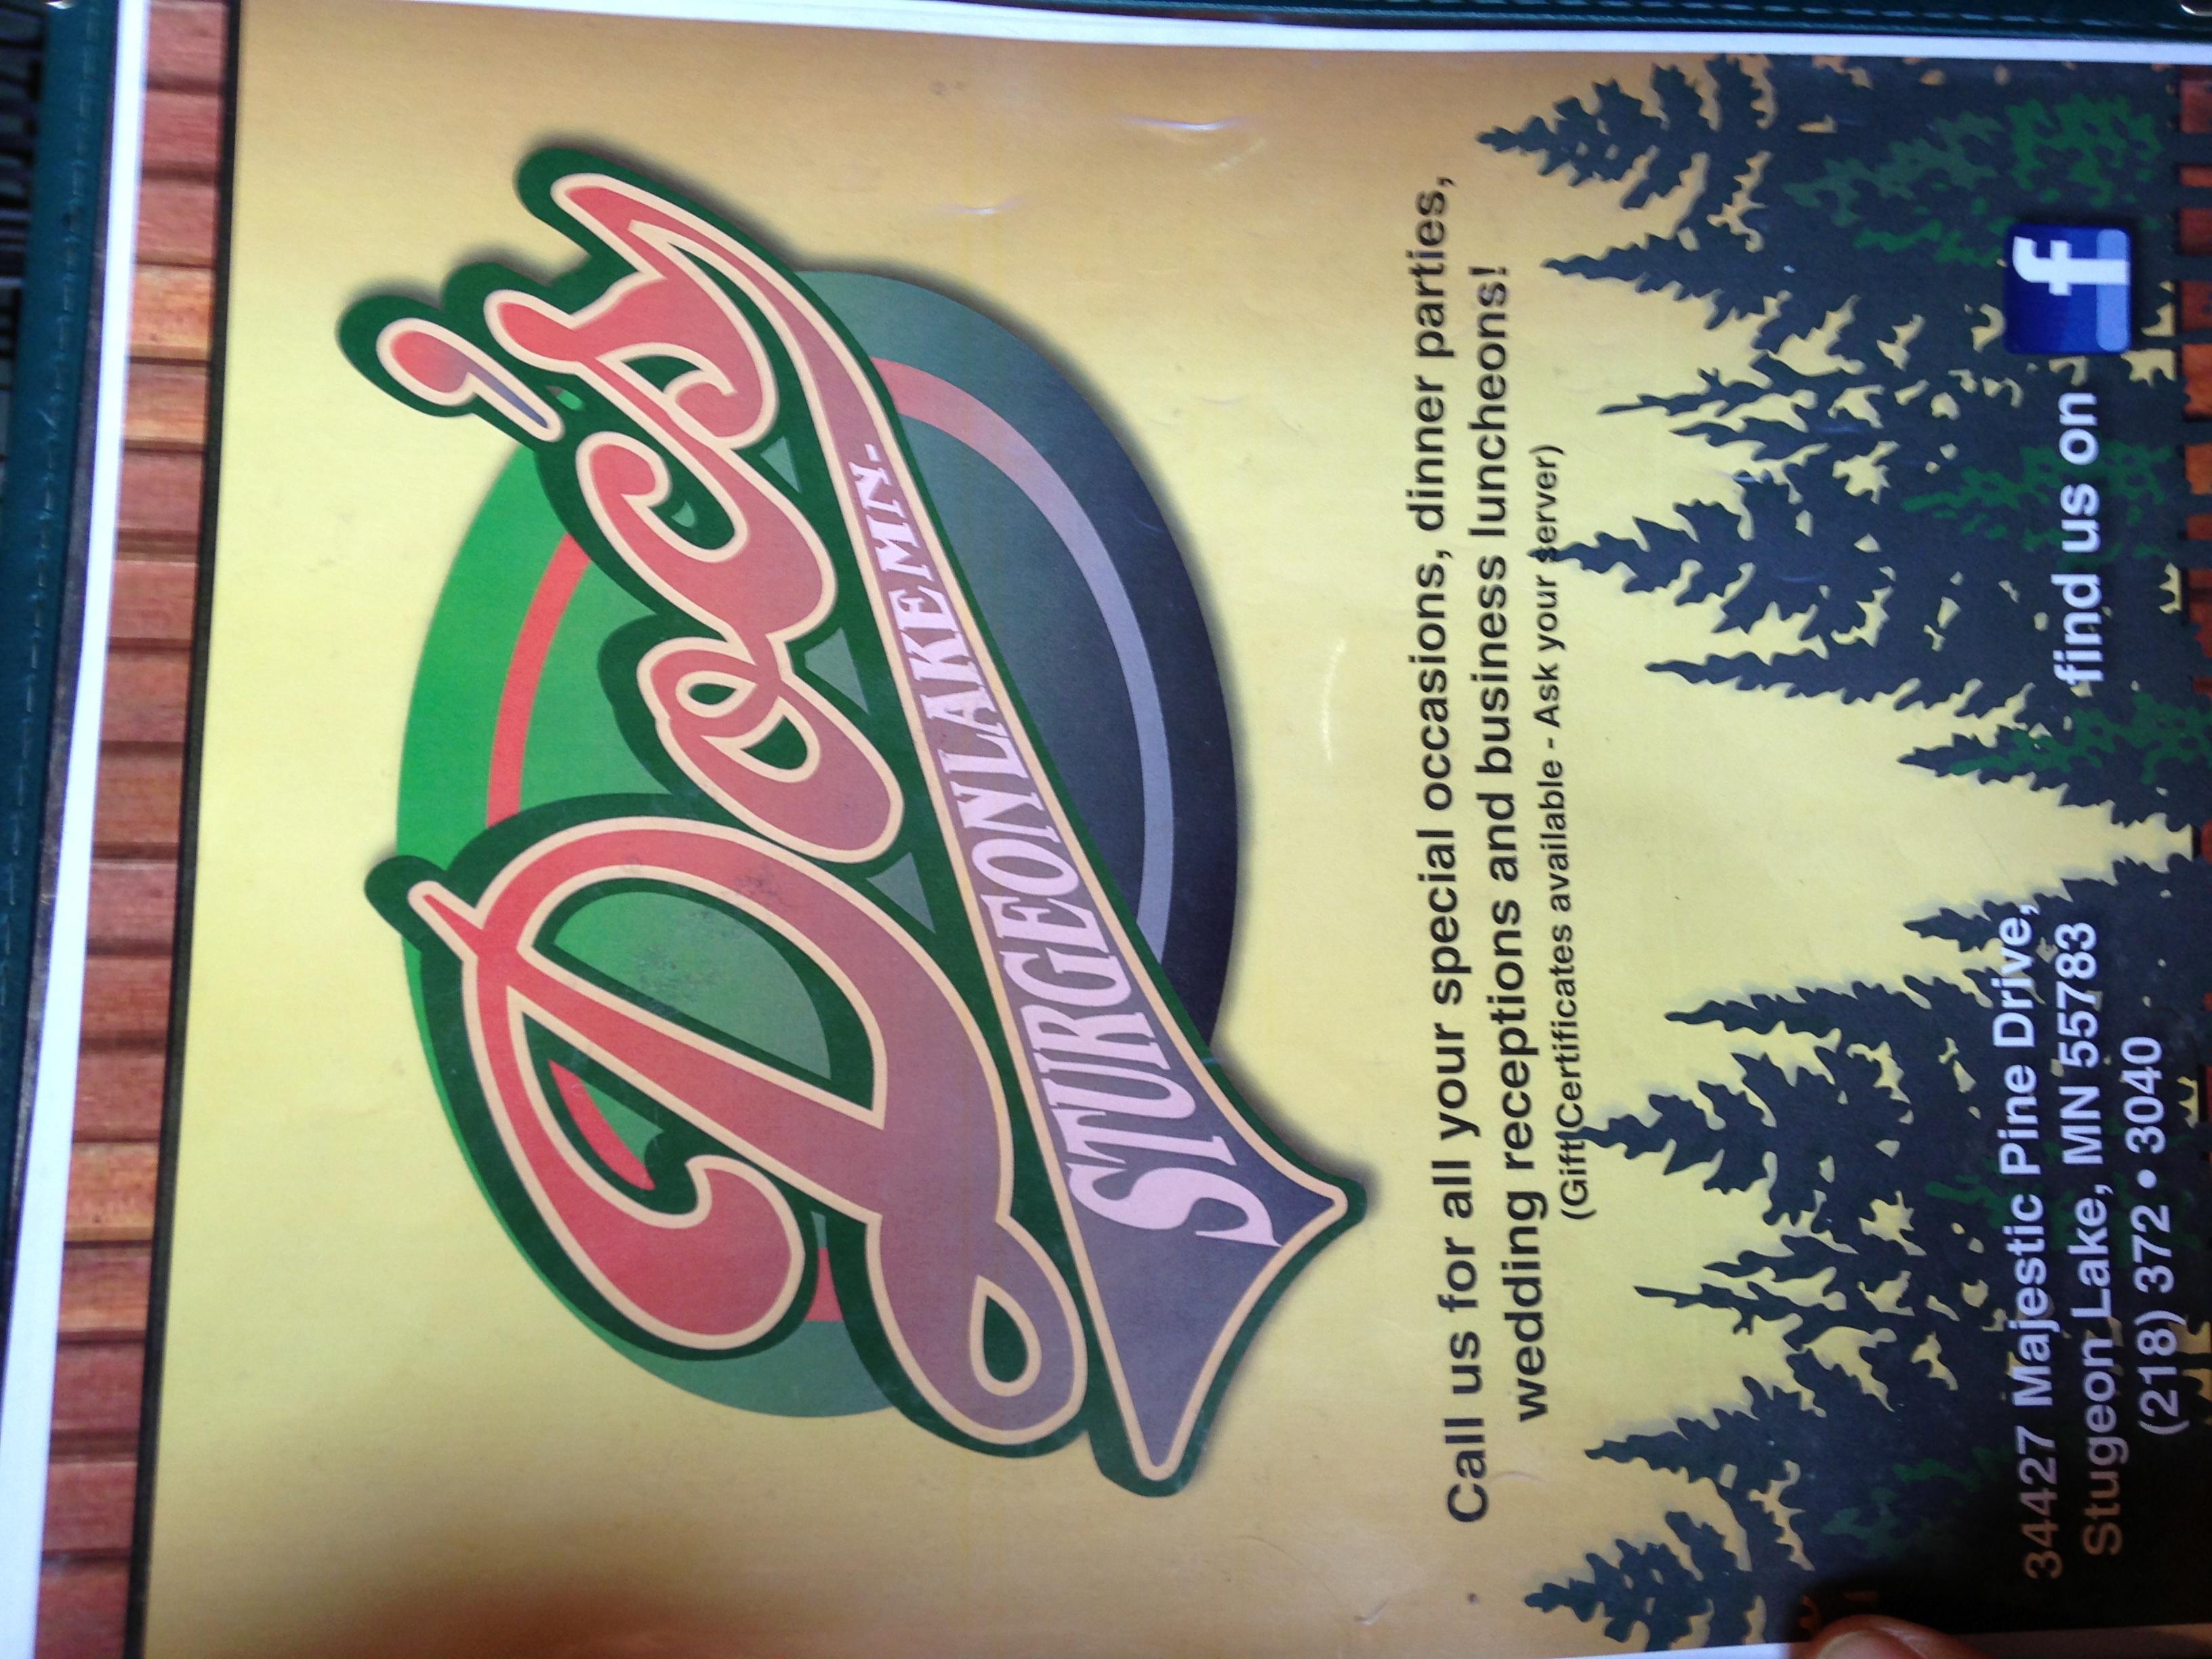 Doc's
STURGEON LAKE MN.
Call us for all your special occasions, dinner parties,
wedding receptions and business luncheons!
(Gift Certificates available - Ask your server)
34427 Majestic Pine Drive,
Stugeon Lake, MN 55783
(218) 372 • 3040
find us on f